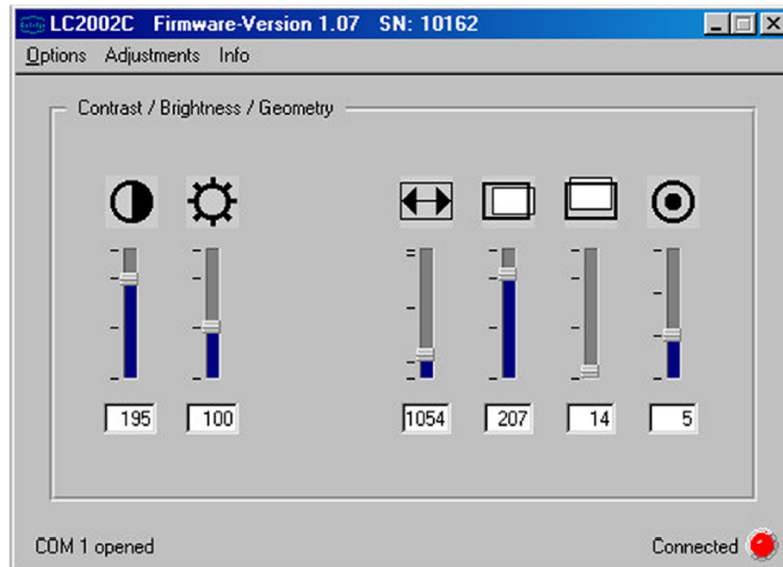 LC2002C Firmware-Version 1.07 SN: 10162
Options Adjustments Info
Contrast / Brightness / Geometry
195 100 1054 207 14 5
COM 1 opened Connected